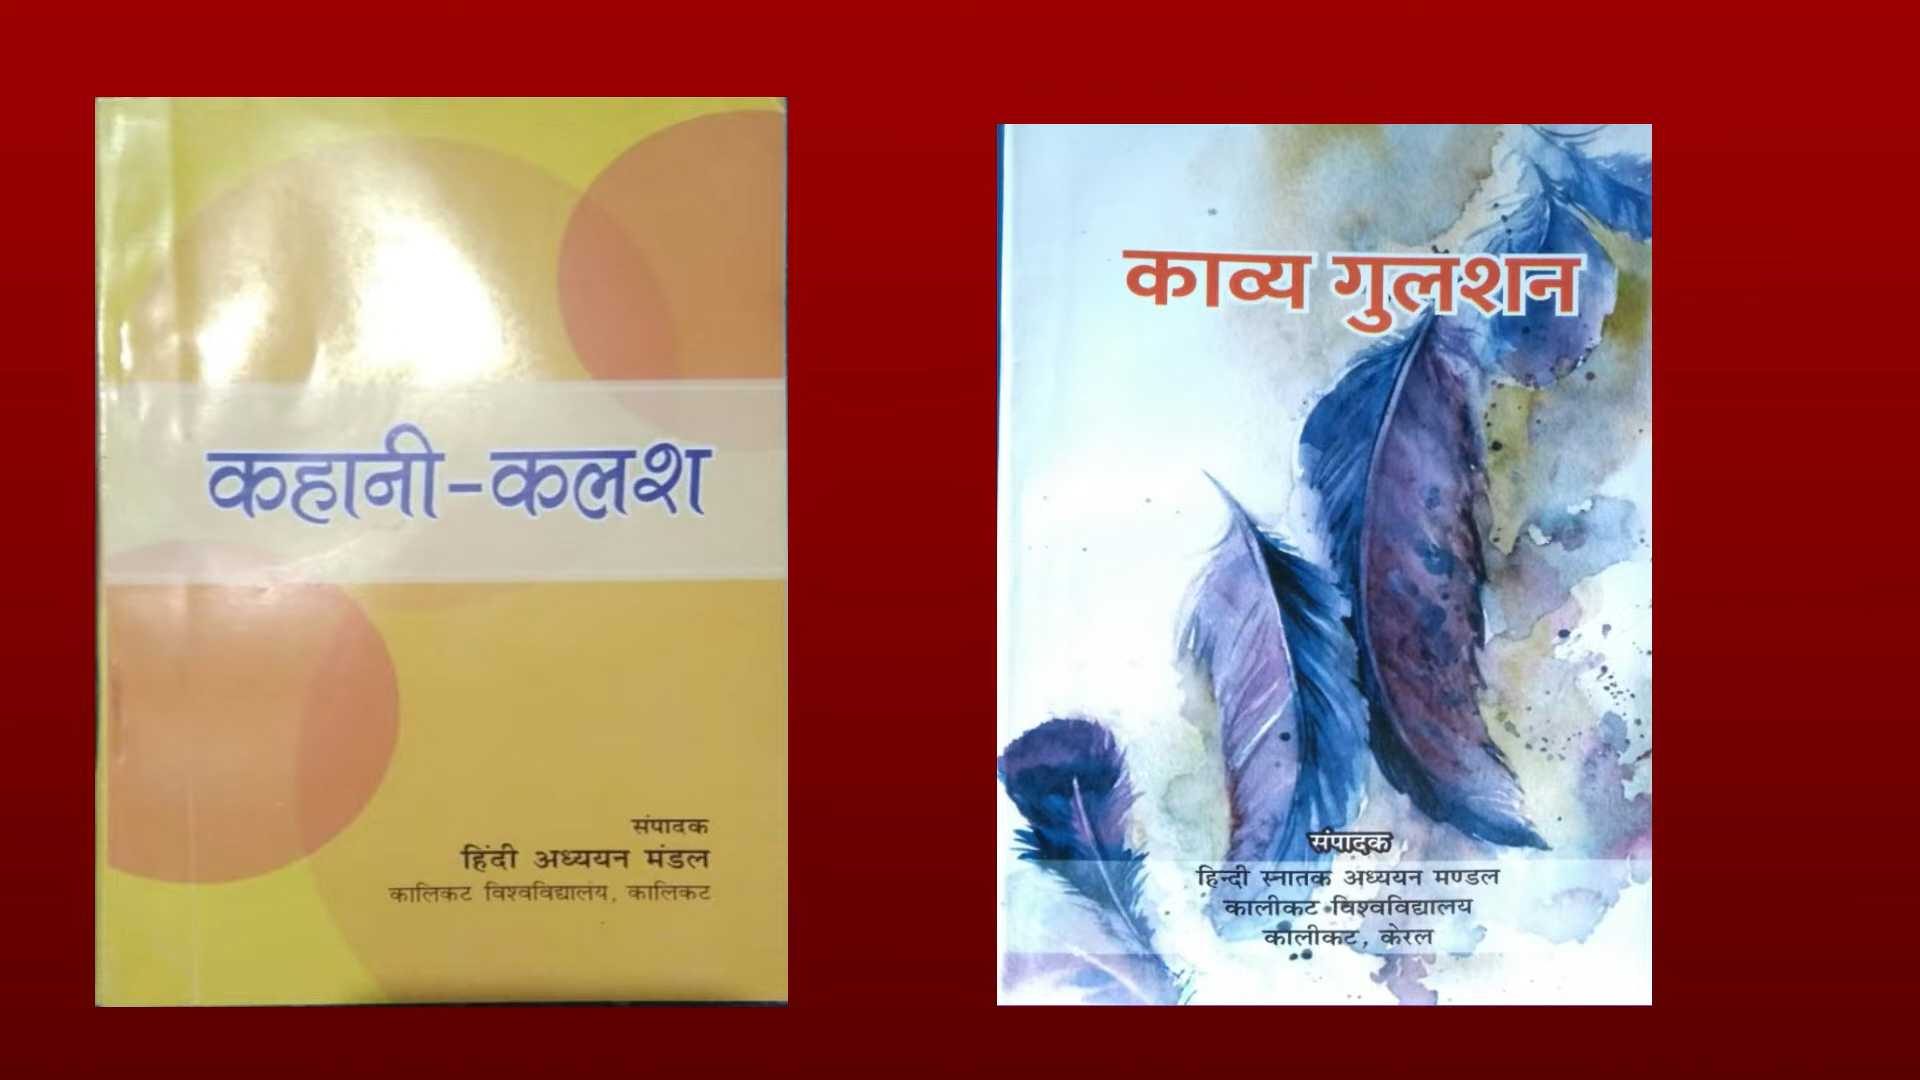 कहानी-कलश
संपादक
हिंदी अध्ययन मंडल
कालिकट विश्वविद्यालय, कालिकट
काव्य गुलशन
संपादक
हिन्दी स्नातक अध्ययन मण्डल
कालीकट विश्वविद्यालय
कालीकट, केरल